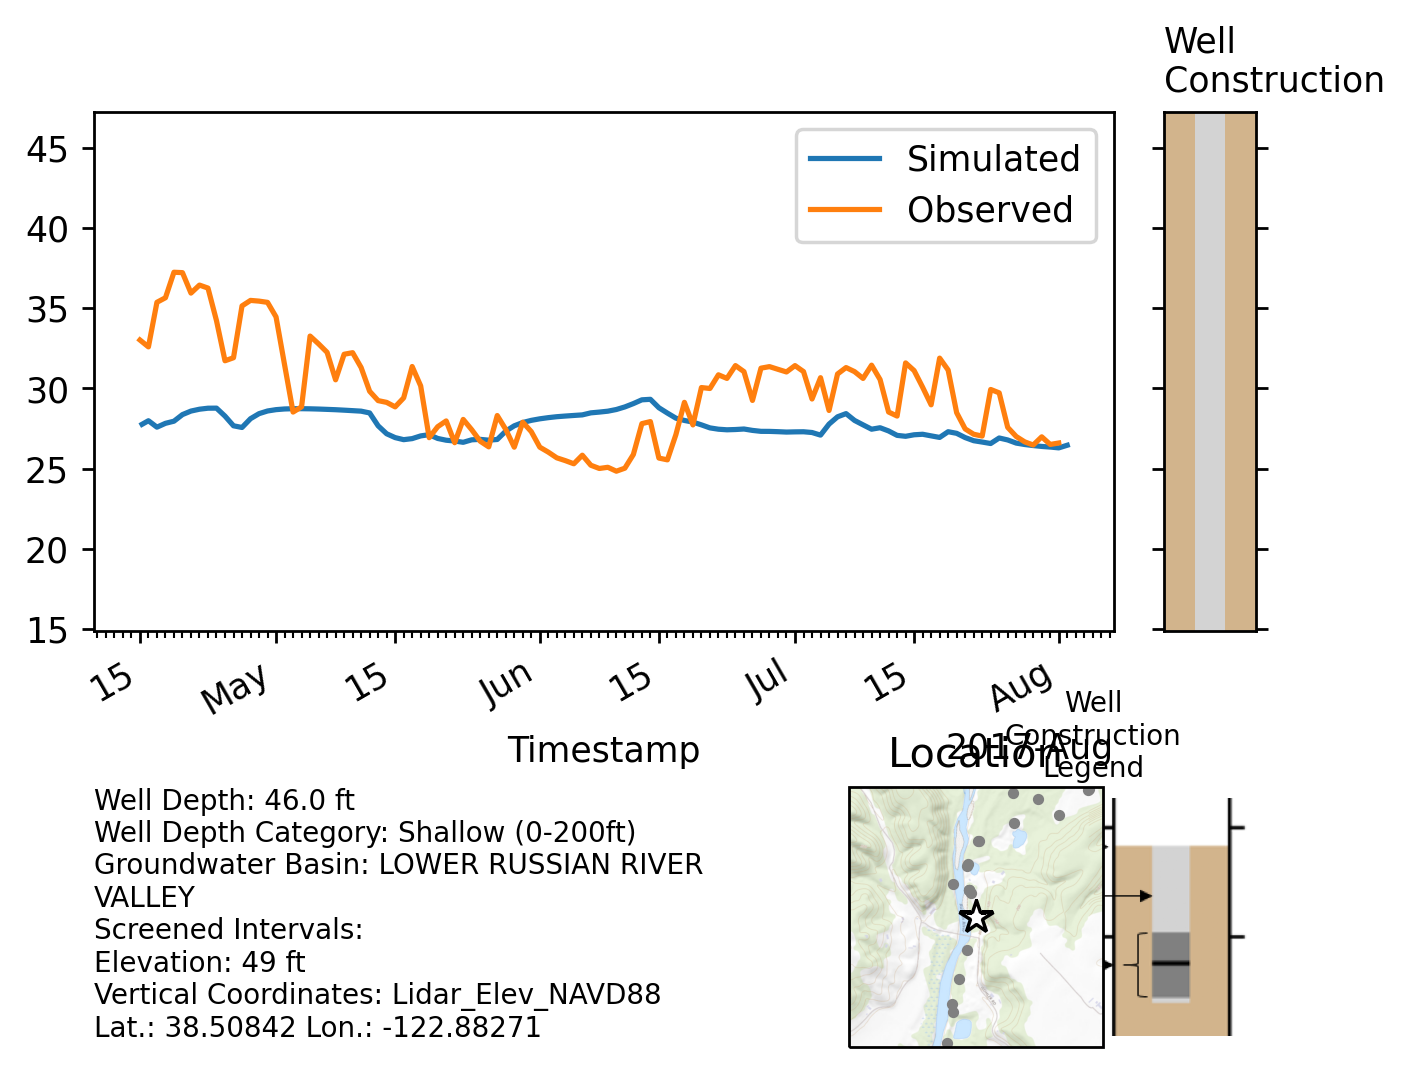 Well
Construction
45
40
35
30
25
20
15
Simulated
Observed
15
May
15
Jun
15
Jul
15
Aug
Timestamp
2017-Aug
Location
Well
Construction
Legend
Well Depth: 46.0 ft
Well Depth Category: Shallow (0-200ft)
Groundwater Basin: LOWER RUSSIAN RIVER
VALLEY
Screened Intervals:
Elevation: 49 ft
Vertical Coordinates: Lidar_Elev_NAVD88
Lat.: 38.50842 Lon.: -122.88271